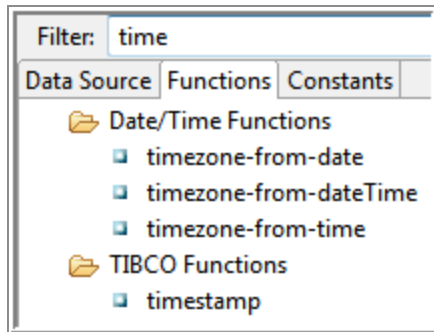 Filter: time
Data Source Functions Constants
Date/Time Functions
timezone-from-date
timezone-from-dateTime
timezone-from-time
TIBCO Functions
timestamp